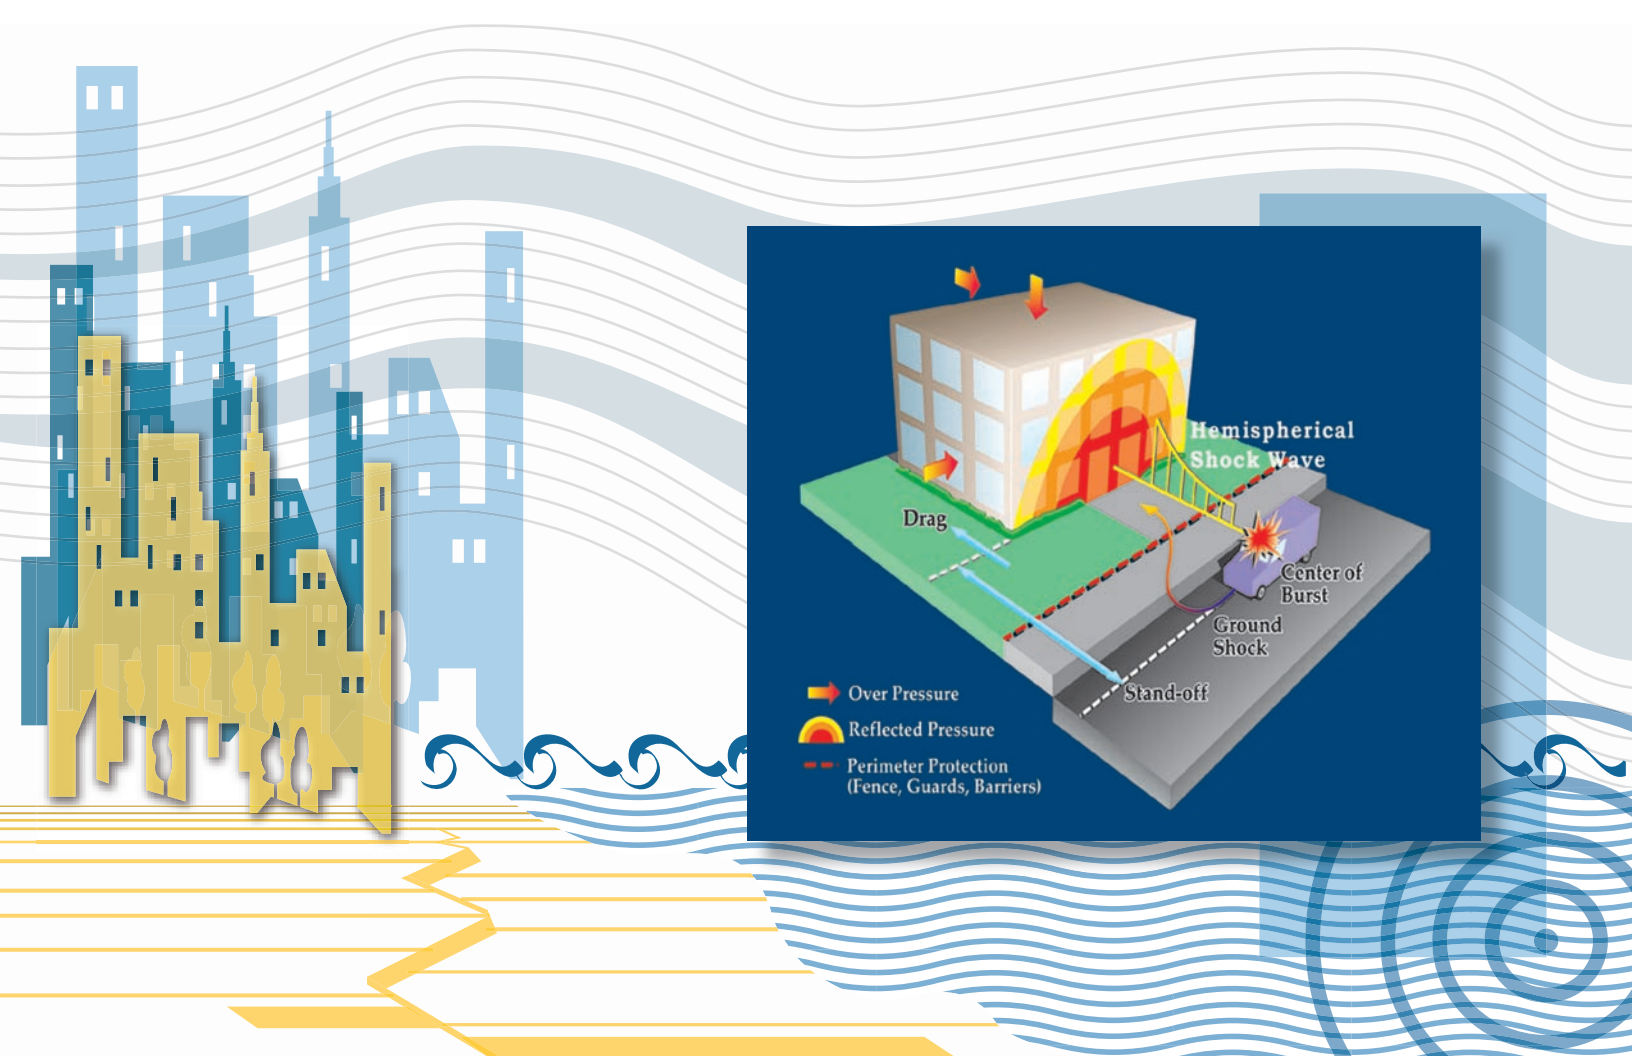 Hemispherical
Shock Wave
Drag
Center of
Burst
Ground
Shock
Stand-off
Over Pressure
Reflected Pressure
Perimeter Protection
(Fence, Guards, Barriers)